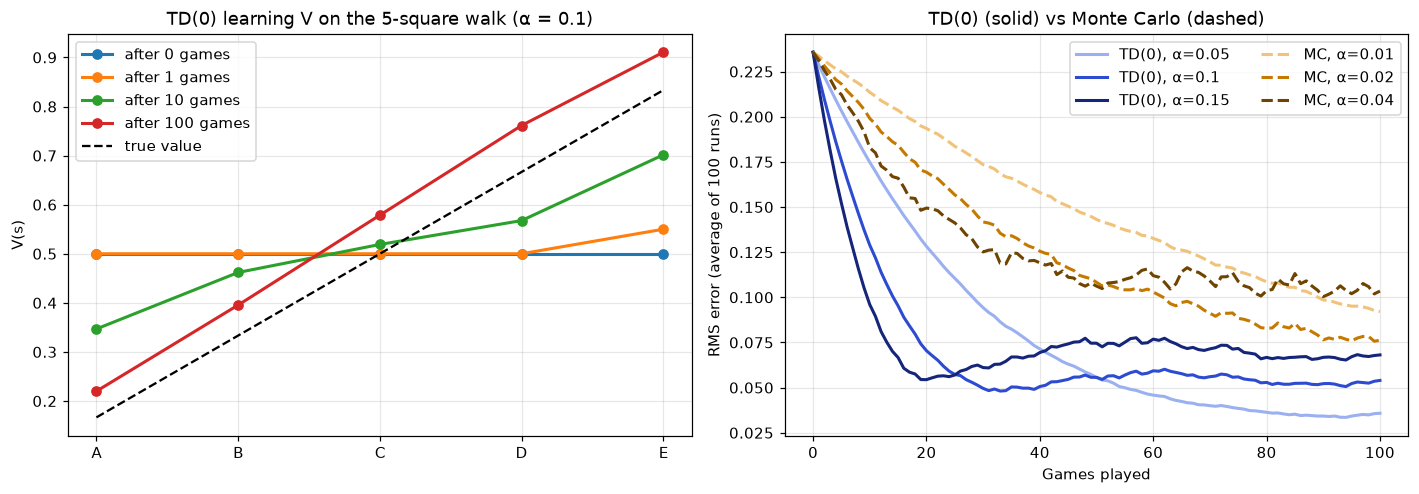 TD(0) learning V on the 5-square walk (α = 0.1)
after 0 games
after 1 games
after 10 games
after 100 games
true value
V(s)
0.9
0.8
0.7
0.6
0.5
0.4
0.3
0.2
A B C D E
TD(0) (solid) vs Monte Carlo (dashed)
TD(0), α=0.05 MC, α=0.01
TD(0), α=0.1 MC, α=0.02
TD(0), α=0.15 MC, α=0.04
RMS error (average of 100 runs)
0.225
0.200
0.175
0.150
0.125
0.100
0.075
0.050
0.025
0 20 40 60 80 100
Games played